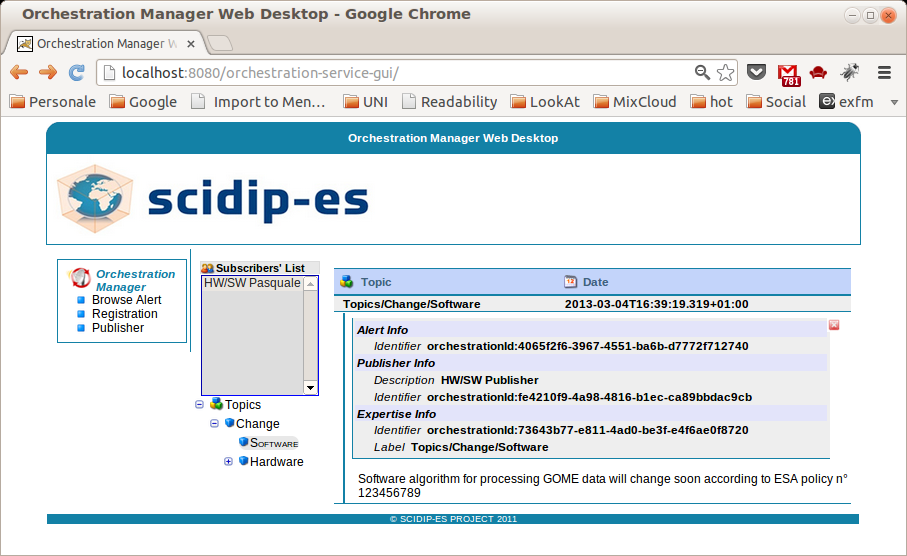 Orchestration Manager Web Desktop - Google Chrome
Orchestration Manager W
localhost:8080/orchestration-service-gui/
781
Personale Google Import to Men... UNI Readability LookAt MixCloud hot Social exfm
Orchestration Manager Web Desktop
scidip-es
Orchestration
Manager
Browse Alert
Registration
Publisher
Subscribers' List
HW/SW Pasquale
Topics
Change
Software
Hardware
Topic Date
Topics/Change/Software 2013-03-04T16:39:19.319+01:00
Alert Info
Identifier orchestrationId:4065f2f6-3967-4551-ba6b-d7772f712740
Publisher Info
Description HW/SW Publisher
Identifier orchestrationId:fe4210f9-4a98-4816-b1ec-ca89bbdac9cb
Expertise Info
Identifier orchestrationId:73643b77-e811-4ad0-be3f-e4f6ae0f8720
Label Topics/Change/Software
Software algorithm for processing GOME data will change soon according to ESA policy n°
123456789
© SCIDIP-ES PROJECT 2011